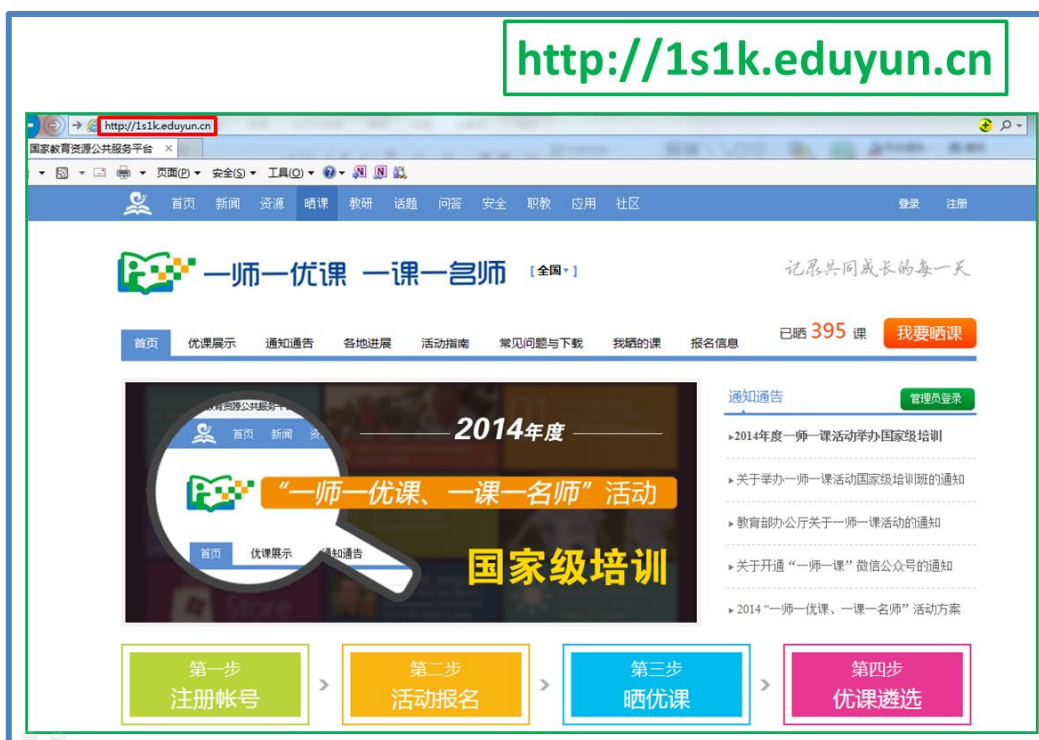 http://1s1k.eduyun.cn
http://1s1k.eduyun.cn
国家教育资源公共服务平台 ×
页面(P) 安全(S) 工具(O)
首页 新闻 资源 晒课 教研 话题 问答 安全 职教 应用 社区 登录 注册
一师一优课 一课一名师 [ 全国 ] 记录共同成长的每一天
首页 优课展示 通知通告 各地进展 活动指南 常见问题与下载 我晒的课 报名信息 已晒 395 课 我要晒课
通知通告 管理员登录
2014年度一师一课活动举办国家级培训
关于举办一师一课活动国家级培训班的通知
教育部办公厅关于一师一课活动的通知
关于开通“一师一课”微信公众号的通知
2014“一师一优课、一课一名师”活动方案
教育资源公共服务平台
首页 新闻
2014年度
“一师一优课、一课一名师”活动
首页 优课展示 通知通告
国家级培训
Store
第一步 第二步 第三步 第四步
注册帐号 活动报名 晒优课 优课遴选